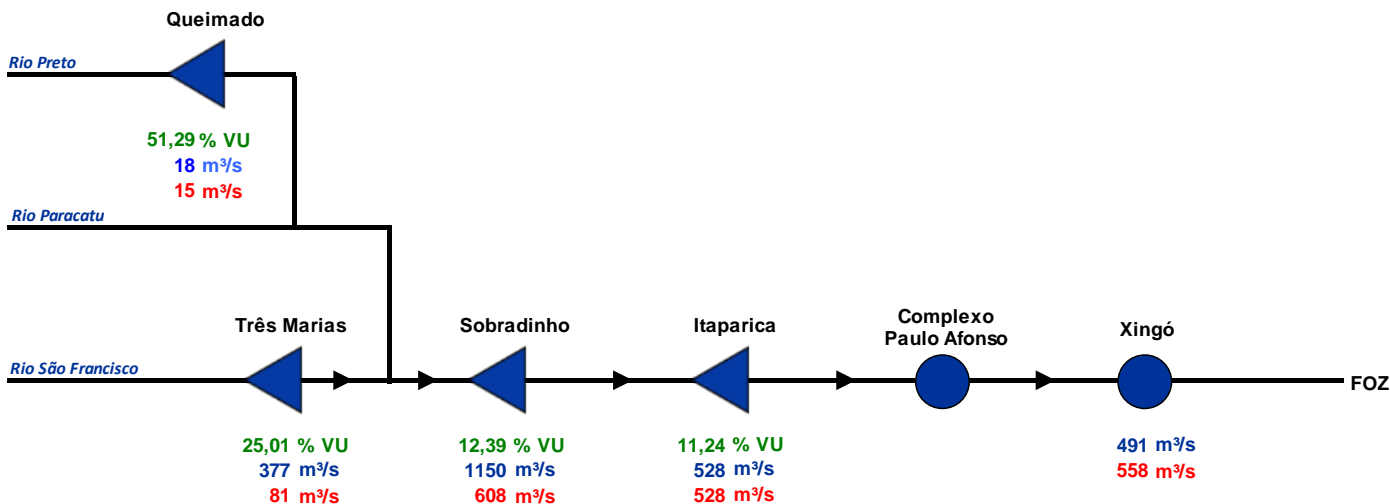 Queimado
Rio Preto
51,29 % VU
18 m³/s
15 m³/s
Rio Paracatu
Três Marias
Sobradinho
Itaparica
Complexo
Paulo Afonso
Xingó
Rio São Francisco
FOZ
25,01 % VU
377 m³/s
81 m³/s
12,39 % VU
1150 m³/s
608 m³/s
11,24 % VU
528 m³/s
528 m³/s
491 m³/s
558 m³/s